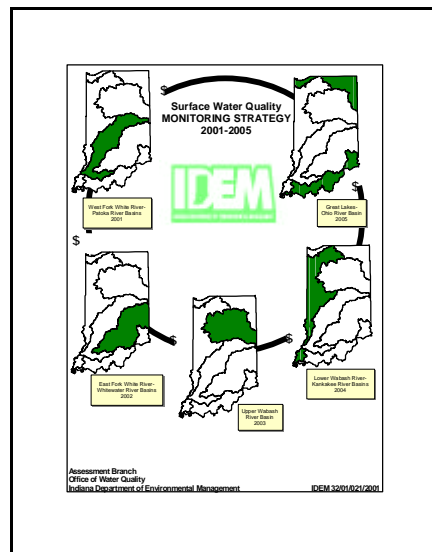 Surface Water Quality
MONITORING STRATEGY
2001-2005
IDEM
West Fork White River-
Patoka River Basins
2001
Great Lakes-
Ohio River Basin
2005
$
$
$
East Fork White River-
Whitewater River Basins
2002
$
Upper Wabash
River Basin
2003
$
Lower Wabash River-
Kankakee River Basins
2004
Assessment Branch
Office of Water Quality
Indiana Department of Environmental Management
IDEM 32/01/021/2001